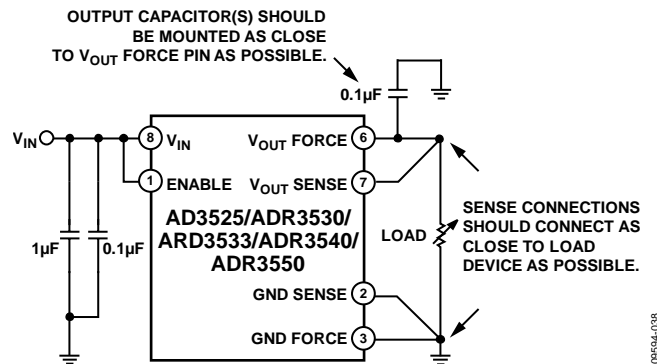 OUTPUT CAPACITOR(S) SHOULD
BE MOUNTED AS CLOSE
TO VOUT FORCE PIN AS POSSIBLE.
0.1µF
VIN
8
VIN
VOUT FORCE
6
1
ENABLE
VOUT SENSE
7
AD3525/ADR3530/
ARD3533/ADR3540/
ADR3550
1µF
0.1µF
LOAD
SENSE CONNECTIONS
SHOULD CONNECT AS
CLOSE TO LOAD
DEVICE AS POSSIBLE.
GND SENSE
2
GND FORCE
3
09594-038